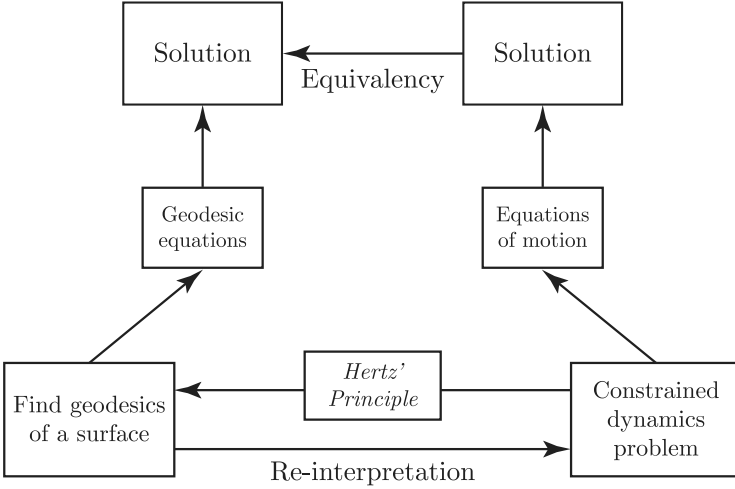 Solution
Solution
Equivalency
Geodesic
equations
Equations
of motion
Hertz’
Principle
Find geodesics
of a surface
Constrained
dynamics
problem
Re-interpretation